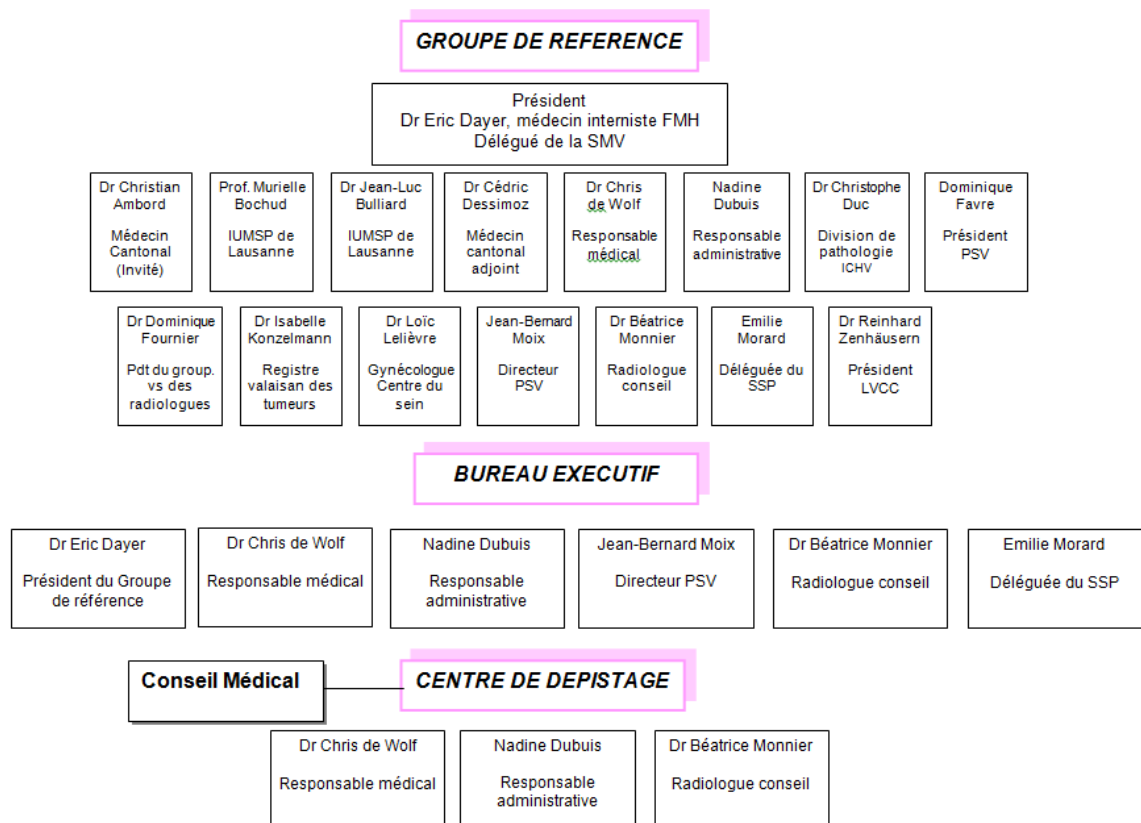 GROUPE DE REFERENCE
Président
Dr Eric Dayer, médecin interniste FMH
Délégué de la SMV
Dr Christian
Ambord
Médecin
Cantonal
(Invité)
Prof. Murielle
Bochud
IUMSP de
Lausanne
Dr Jean-Luc
Bulliard
IUMSP de
Lausanne
Dr Cédric
Dessimoz
Médecin
cantonal
adjoint
Dr Chris
de Wolf
Responsable
médical
Nadine
Dubuis
Responsable
administrative
Dr Christophe
Duc
Division de
pathologie
ICHV
Dominique
Favre
Président
PSV
Dr Dominique
Fournier
Pdt du group.
vs des
radiologues
Dr Isabelle
Konzelmann
Registre
valaisan des
tumeurs
Dr Loïc
Lelièvre
Gynécologue
Centre du
sein
Jean-Bernard
Moix
Directeur
PSV
Dr Béatrice
Monnier
Radiologue
conseil
Emilie
Morard
Déléguée du
SSP
Dr Reinhard
Zenhäusern
Président
LVCC
BUREAU EXECUTIF
Dr Eric Dayer
Président du Groupe
de référence
Dr Chris de Wolf
Responsable médical
Nadine Dubuis
Responsable
administrative
Jean-Bernard Moix
Directeur PSV
Dr Béatrice Monnier
Radiologue conseil
Emilie Morard
Déléguée du SSP
Conseil Médical
CENTRE DE DEPISTAGE
Dr Chris de Wolf
Responsable médical
Nadine Dubuis
Responsable
administrative
Dr Béatrice Monnier
Radiologue conseil